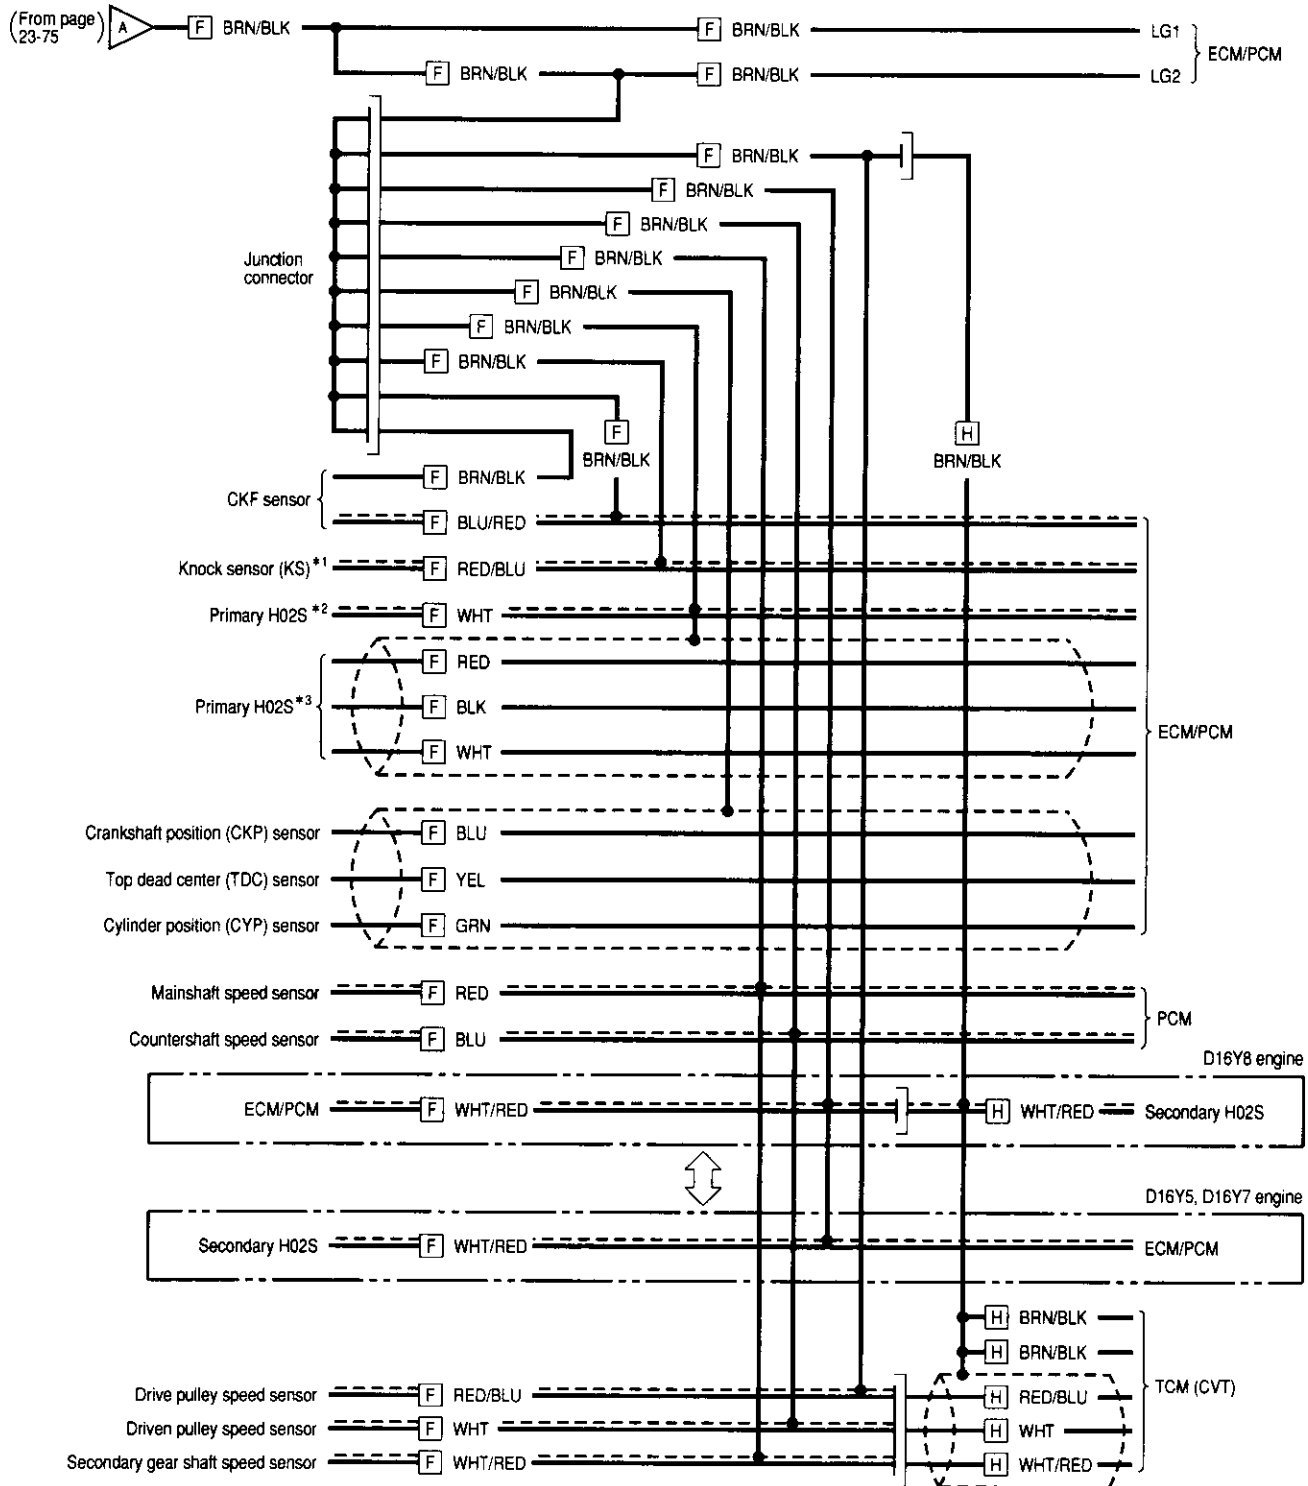 (From page 23-75) A F BRN/BLK F BRN/BLK LG1
F BRN/BLK F BRN/BLK LG2
ECM/PCM
F BRN/BLK
F BRN/BLK
F BRN/BLK
Junction
connector
F BRN/BLK
F BRN/BLK
F BRN/BLK
F BRN/BLK
F
BRN/BLK
H
BRN/BLK
CKF sensor
F BRN/BLK
F BLU/RED
Knock sensor (KS)*1 F RED/BLU
Primary H02S *2 F WHT
F RED
Primary H02S*3 F BLK
F WHT
ECM/PCM
Crankshaft position (CKP) sensor F BLU
Top dead center (TDC) sensor F YEL
Cylinder position (CYP) sensor F GRN
Mainshaft speed sensor F RED
PCM
Countershaft speed sensor F BLU
D16Y8 engine
ECM/PCM F WHT/RED H WHT/RED Secondary H02S
D16Y5, D16Y7 engine
Secondary H02S F WHT/RED ECM/PCM
H BRN/BLK
H BRN/BLK
TCM (CVT)
Drive pulley speed sensor F RED/BLU H RED/BLU
Driven pulley speed sensor F WHT H WHT
Secondary gear shaft speed sensor F WHT/RED H WHT/RED